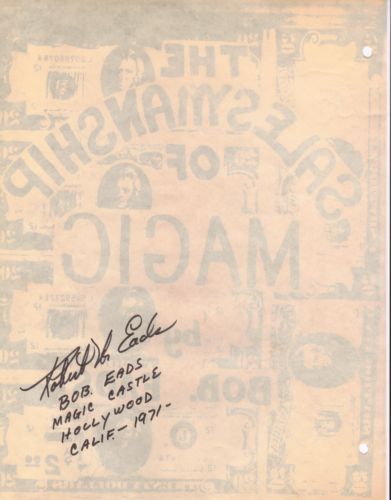 THE
SALESMANSHIP
OF
MAGIC
by
BOB.
Robert W. Eads
BOB. EADS
MAGIC CASTLE
HOLLYWOOD
CALIF. - 1971 -